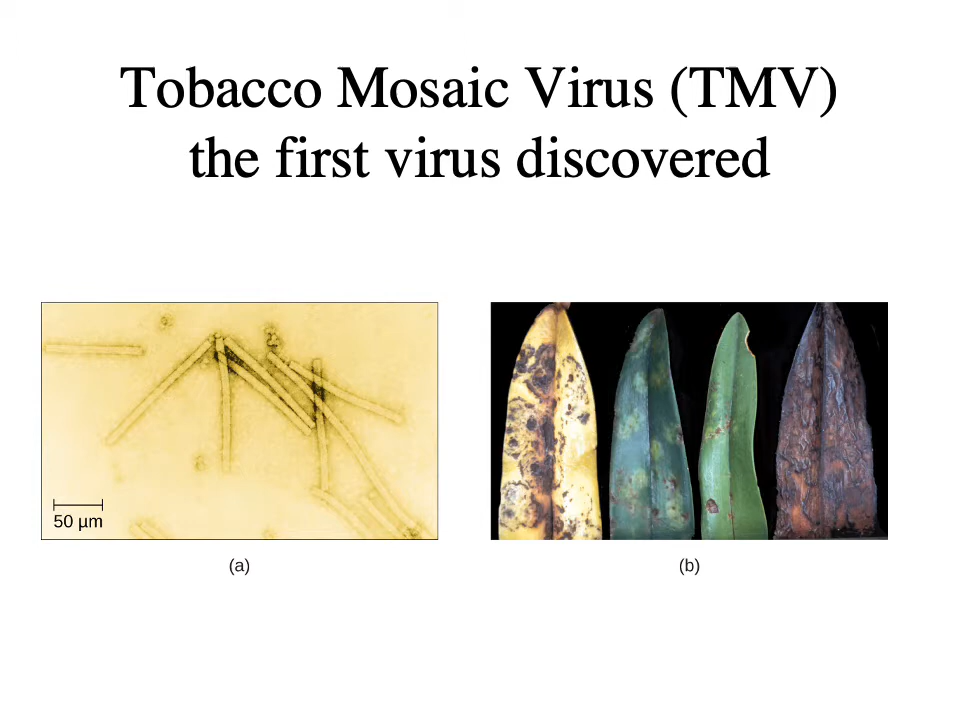 Tobacco Mosaic Virus (TMV)
the first virus discovered
50 µm
(a)
(b)